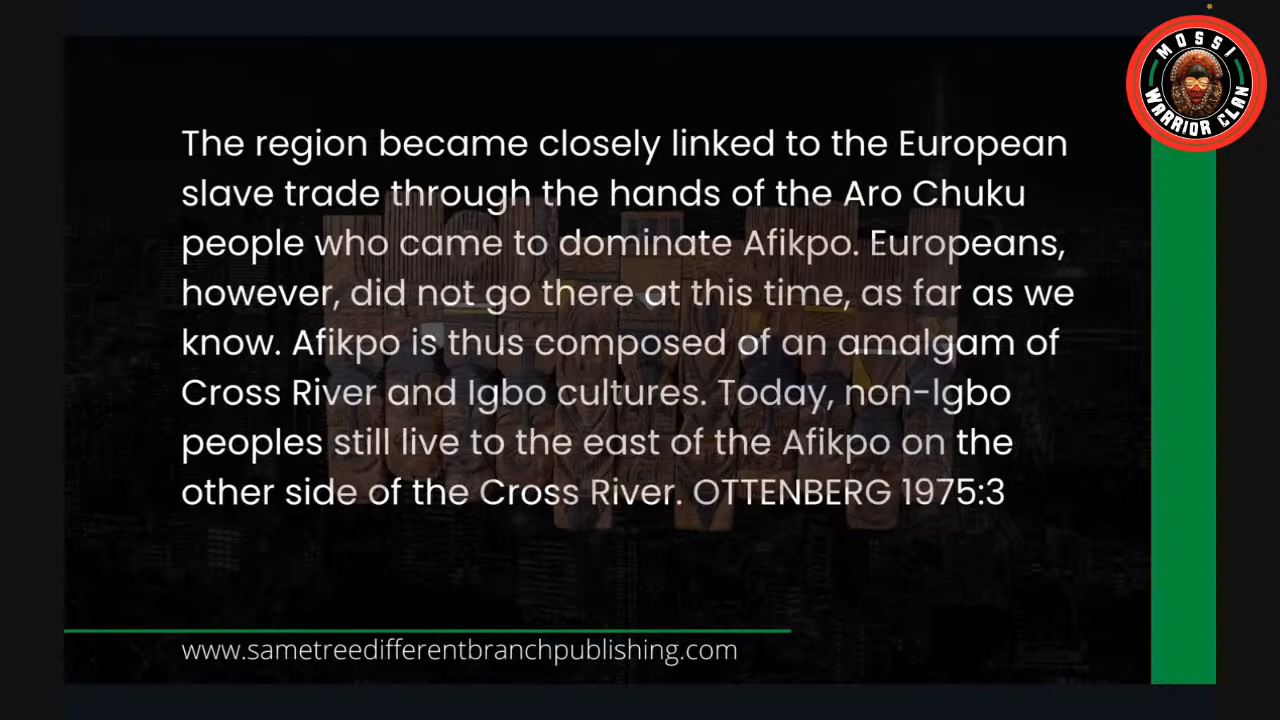 MOSSI
WARRIOR CLAN
The region became closely linked to the European
slave trade through the hands of the Aro Chuku
people who came to dominate Afikpo. Europeans,
however, did not go there at this time, as far as we
know. Afikpo is thus composed of an amalgam of
Cross River and Igbo cultures. Today, non-Igbo
peoples still live to the east of the Afikpo on the
other side of the Cross River. OTTENBERG 1975:3
www.sametreedifferentbranchpublishing.com